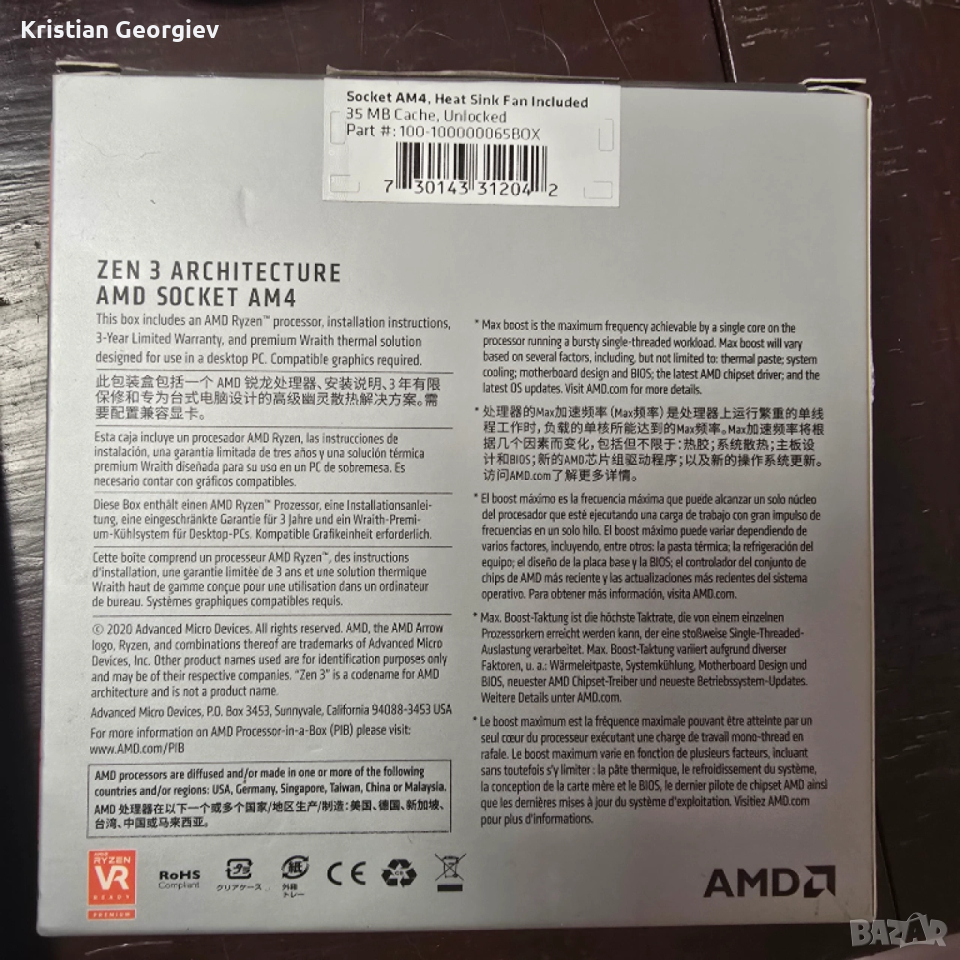 Kristian Georgiev
Socket AM4, Heat Sink Fan Included
35 MB Cache, Unlocked
Part #: 100-100000065BOX
7 30143 31204 2
ZEN 3 ARCHITECTURE
AMD SOCKET AM4
This box includes an AMD Ryzen™ processor, installation instructions,
3-Year Limited Warranty, and premium Wraith thermal solution
designed for use in a desktop PC. Compatible graphics required.
此包装盒包括一个 AMD 锐龙处理器、安装说明、3 年有限
保修和专为台式电脑设计的高级幽灵散热解决方案。需
要配置兼容显卡。
Esta caja incluye un procesador AMD Ryzen, las instrucciones de
instalación, una garantía limitada de tres años y una solución térmica
premium Wraith diseñada para su uso en un PC de sobremesa. Es
necesario contar con gráficos compatibles.
Diese Box enthält einen AMD Ryzen™ Prozessor, eine Installationsanlei-
tung, eine eingeschränkte Garantie für 3 Jahre und ein Wraith-Premi-
um-Kühlsystem für Desktop-PCs. Kompatible Grafikeinheit erforderlich.
Cette boîte comprend un processeur AMD Ryzen™, des instructions
d'installation, une garantie limitée de 3 ans et une solution thermique
Wraith haut de gamme conçue pour une utilisation dans un ordinateur
de bureau. Systèmes graphiques compatibles requis.
© 2020 Advanced Micro Devices. All rights reserved. AMD, the AMD Arrow
logo, Ryzen, and combinations thereof are trademarks of Advanced Micro
Devices, Inc. Other product names used are for identification purposes only
and may be of their respective companies. "Zen 3" is a codename for AMD
architecture and is not a product name.
Advanced Micro Devices, P.O. Box 3453, Sunnyvale, California 94088-3453 USA
For more information on AMD Processor-in-a-Box (PIB) please visit:
www.AMD.com/PIB
AMD processors are diffused and/or made in one or more of the following
countries and/or regions: USA, Germany, Singapore, Taiwan, China or Malaysia.
AMD 处理器在以下一个或多个国家/地区生产/制造：美国、德国、新加坡、
台湾、中国或马来西亚。
* Max boost is the maximum frequency achievable by a single core on the
processor running a bursty single-threaded workload. Max boost will vary
based on several factors, including, but not limited to: thermal paste; system
cooling; motherboard design and BIOS; the latest AMD chipset driver; and the
latest OS updates. Visit AMD.com for more details.
* 处理器的Max加速频率（Max频率）是处理器上运行繁重的单线
程工作时，负载的单核所能达到的Max频率。Max加速频率将根
据几个因素而变化，包括但不限于：热胶；系统散热；主板设
计和BIOS；新的AMD芯片组驱动程序；以及新的操作系统更新。
访问AMD.com了解更多详情。
* El boost máximo es la frecuencia máxima que puede alcanzar un solo núcleo
del procesador que esté ejecutando una carga de trabajo con gran impulso de
frecuencias en un solo hilo. El boost máximo puede variar dependiendo de
varios factores, incluyendo, entre otros: la pasta térmica; la refrigeración del
equipo; el diseño de la placa base y la BIOS; el controlador del conjunto de
chips de AMD más reciente y las actualizaciones más recientes del sistema
operativo. Para obtener más información, visita AMD.com.
* Max. Boost-Taktung ist die höchste Taktrate, die von einem einzelnen
Prozessorkern erreicht werden kann, der eine stoßweise Single-Threaded-
Auslastung verarbeitet. Max. Boost-Taktung variiert aufgrund diverser
Faktoren, u. a.: Wärmeleitpaste, Systemkühlung, Motherboard Design und
BIOS, neuester AMD Chipset-Treiber und neueste Betriebssystem-Updates.
Weitere Details unter AMD.com.
* Le boost maximum est la fréquence maximale pouvant être atteinte par un
seul cœur du processeur exécutant une charge de travail mono-thread en
rafale. Le boost maximum varie en fonction de plusieurs facteurs, incluant
sans toutefois s'y limiter : la pâte thermique, le refroidissement du système,
la conception de la carte mère et le BIOS, le dernier pilote de chipset AMD ainsi
que les dernières mises à jour du système d'exploitation. Visitiez AMD.com
pour plus d'informations.
AMD
RYZEN
VR
READY
PREMIUM
RoHS
Compliant
プラ
クリアケース
紙
外箱
トレー
CE
AMD
BAZAR